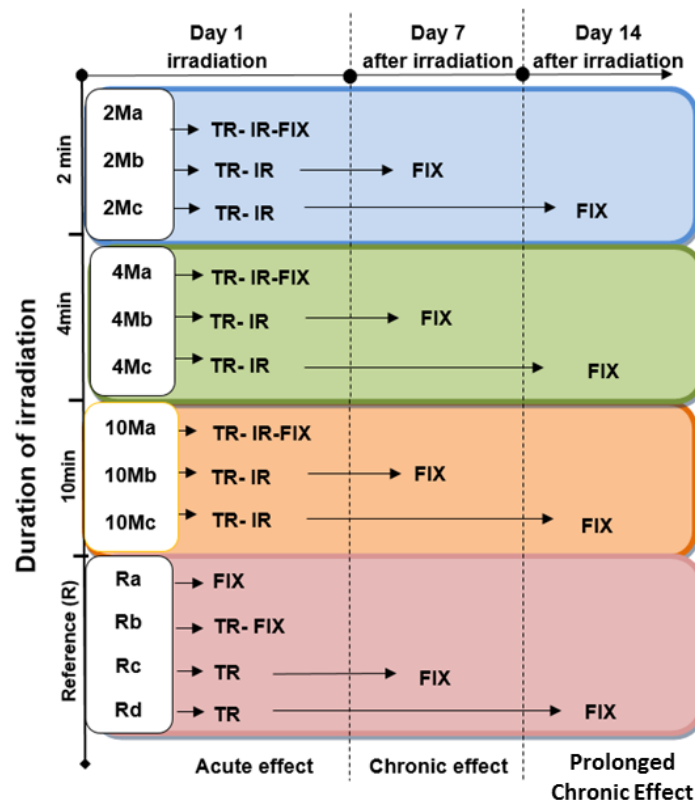 Day 1
irradiation
Day 7
after irradiation
Day 14
after irradiation
Duration of irradiation
2 min
2Ma
TR- IR-FIX
2Mb
TR- IR
FIX
2Mc
TR- IR
FIX
4min
4Ma
TR- IR-FIX
4Mb
TR- IR
FIX
4Mc
TR- IR
FIX
10min
10Ma
TR- IR-FIX
10Mb
TR- IR
FIX
10Mc
TR- IR
FIX
Reference (R)
Ra
FIX
Rb
TR- FIX
Rc
TR
FIX
Rd
TR
FIX
Acute effect
Chronic effect
Prolonged
Chronic Effect